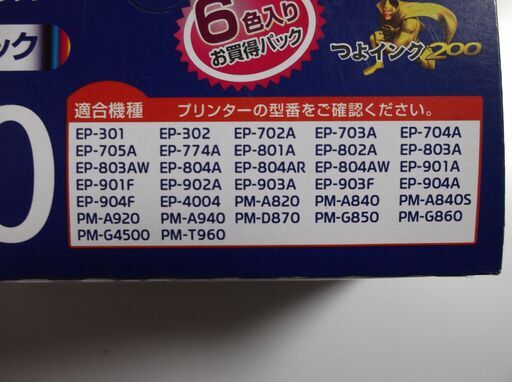 ック
6色入り
お買得パック
つよインク200
適合機種 プリンターの型番をご確認ください。
EP-301 EP-302 EP-702A EP-703A EP-704A
EP-705A EP-774A EP-801A EP-802A EP-803A
EP-803AW EP-804A EP-804AR EP-804AW EP-901A
EP-901F EP-902A EP-903A EP-903F EP-904A
EP-904F EP-4004 PM-A820 PM-A840 PM-A840S
PM-A920 PM-A940 PM-D870 PM-G850 PM-G860
PM-G4500 PM-T960